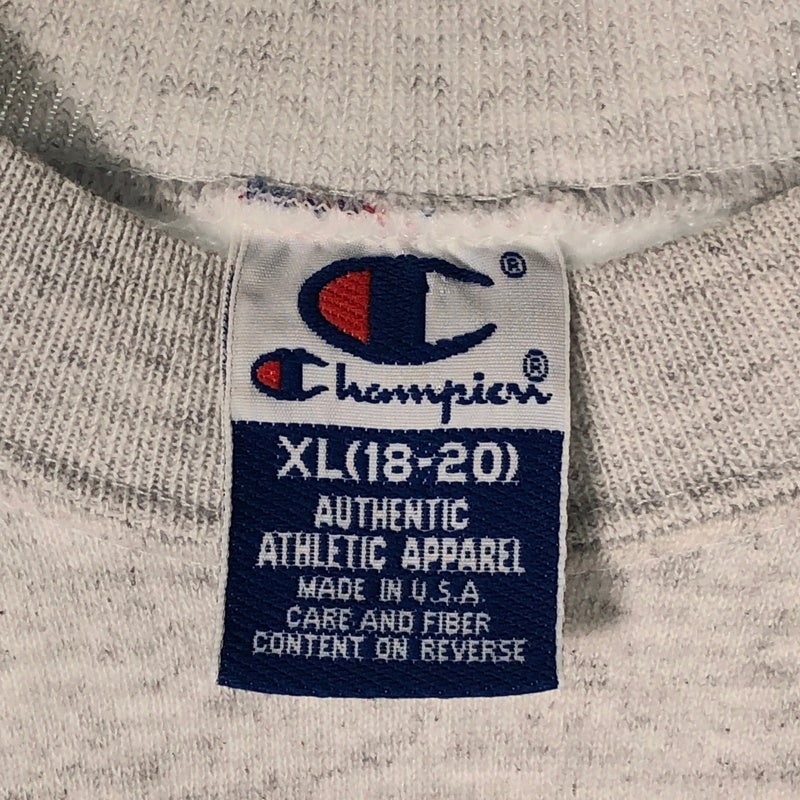 ®
Champion®
XL(18-20)
AUTHENTIC
ATHLETIC APPAREL
MADE IN U.S.A
CARE AND FIBER
CONTENT ON REVERSE